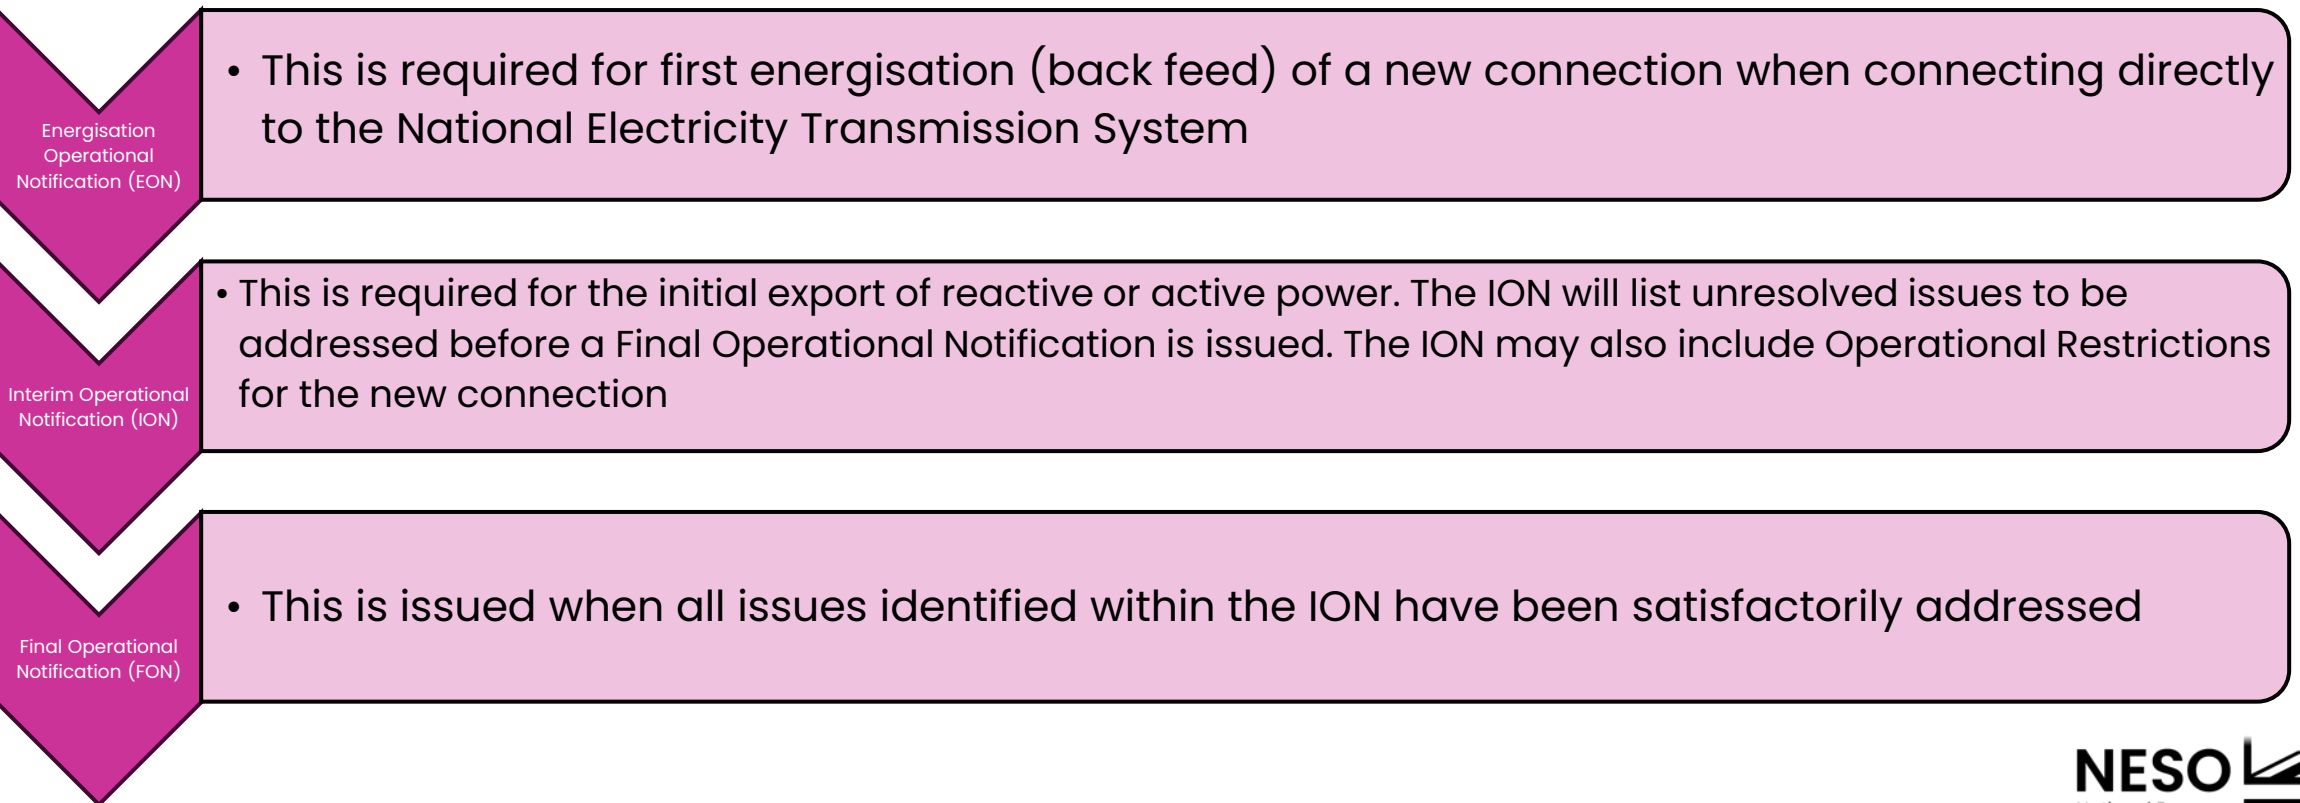 Energisation
Operational
Notification (EON)
• This is required for first energisation (back feed) of a new connection when connecting directly
to the National Electricity Transmission System
Interim Operational
Notification (ION)
• This is required for the initial export of reactive or active power. The ION will list unresolved issues to be
addressed before a Final Operational Notification is issued. The ION may also include Operational Restrictions
for the new connection
Final Operational
Notification (FON)
• This is issued when all issues identified within the ION have been satisfactorily addressed
NESO